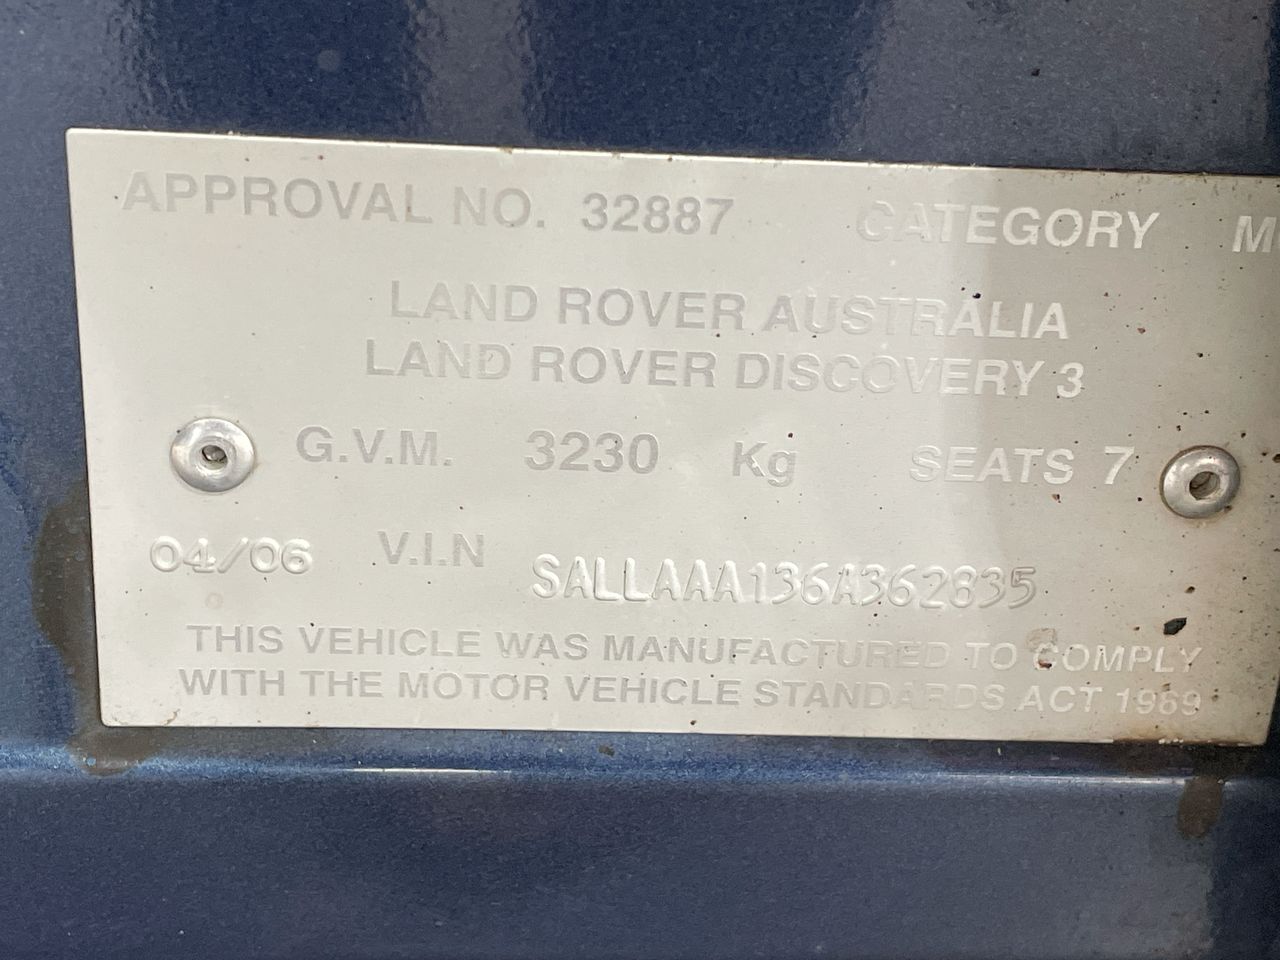 APPROVAL NO. 32887 CATEGORY M
LAND ROVER AUSTRALIA
LAND ROVER DISCOVERY 3
G.V.M. 3230 Kg SEATS 7
04/06 V.I.N SALLAAA136A362835
THIS VEHICLE WAS MANUFACTURED TO COMPLY
WITH THE MOTOR VEHICLE STANDARDS ACT 1989